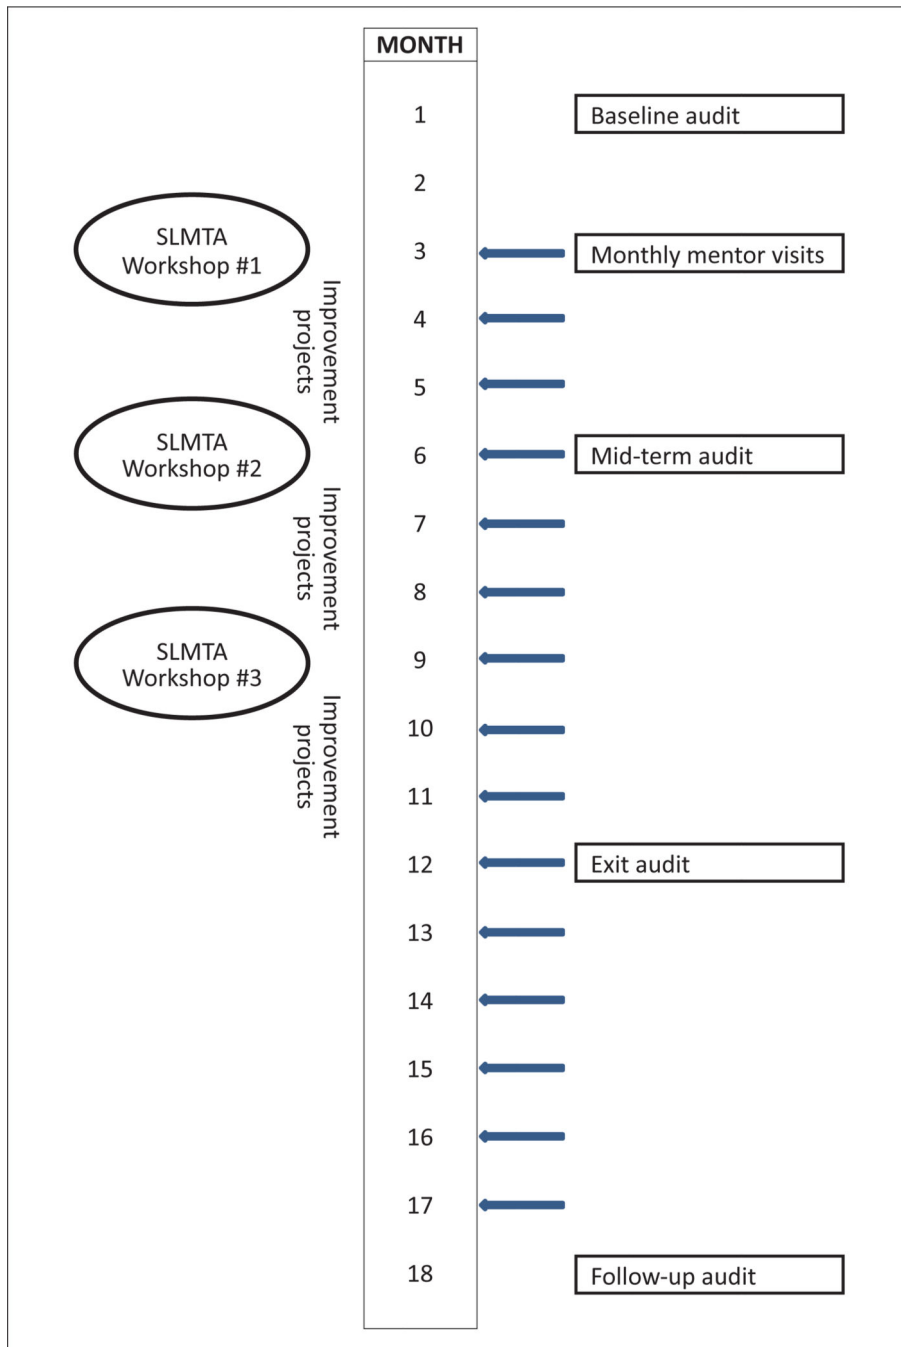 MONTH
1
Baseline audit
2
SLMTA
Workshop #1
3
Monthly mentor visits
Improvement
projects
4
5
SLMTA
Workshop #2
6
Mid-term audit
Improvement
projects
7
8
SLMTA
Workshop #3
9
Improvement
projects
10
11
12
Exit audit
13
14
15
16
17
18
Follow-up audit